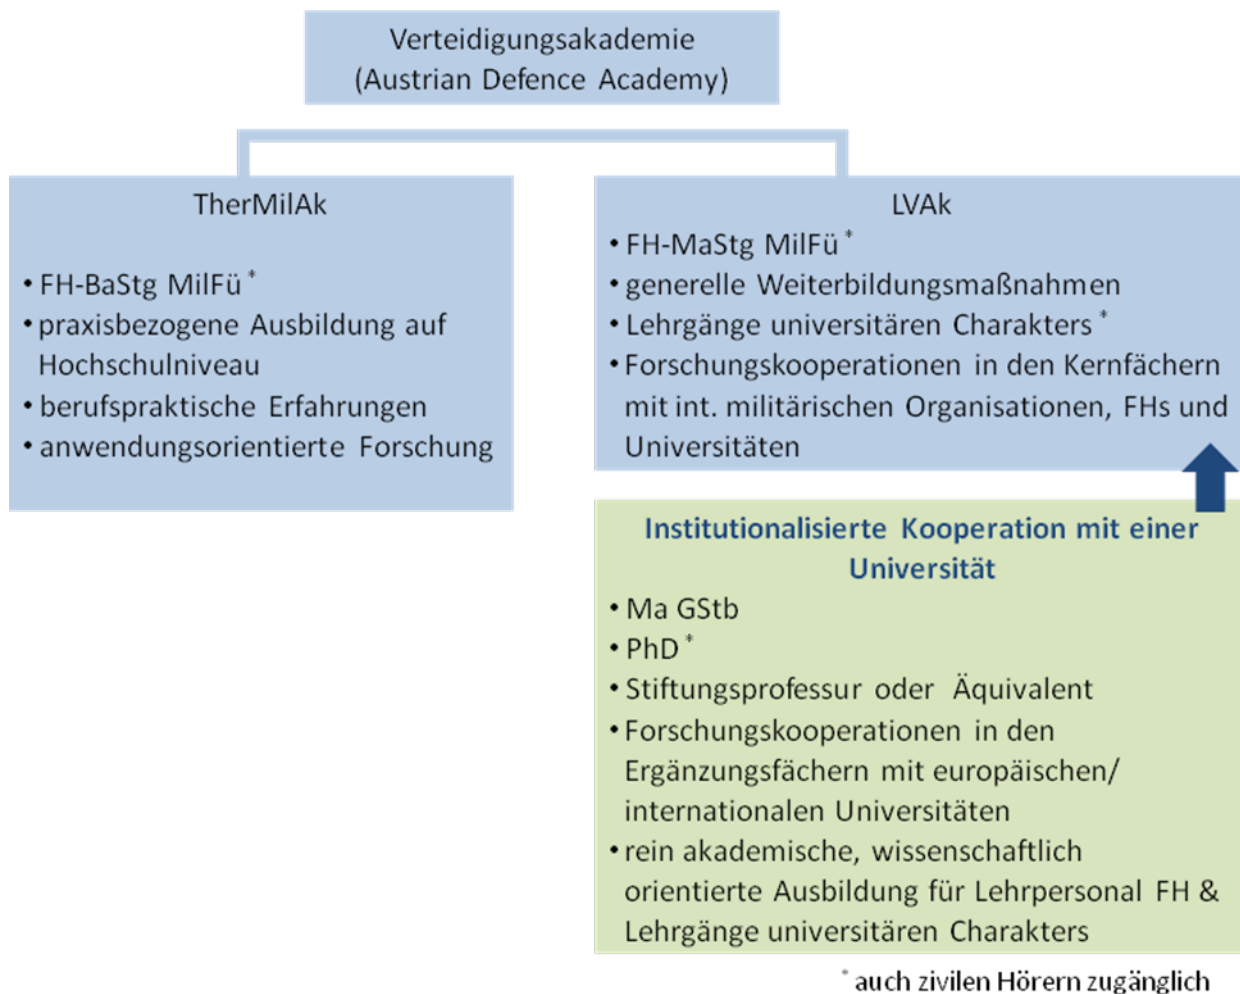 Verteidigungsakademie
(Austrian Defence Academy)
TherMilAk
• FH-BaStg MilFü *
• praxisbezogene Ausbildung auf
Hochschulniveau
• berufspraktische Erfahrungen
• anwendungsorientierte Forschung
LVAk
• FH-MaStg MilFü *
• generelle Weiterbildungsmaßnahmen
• Lehrgänge universitären Charakters *
• Forschungskooperationen in den Kernfächern
mit int. militärischen Organisationen, FHs und
Universitäten
Institutionalisierte Kooperation mit einer
Universität
• Ma GStb
• PhD *
• Stiftungsprofessur oder Äquivalent
• Forschungskooperationen in den
Ergänzungsfächern mit europäischen/
internationalen Universitäten
• rein akademische, wissenschaftlich
orientierte Ausbildung für Lehrpersonal FH &
Lehrgänge universitären Charakters
* auch zivilen Hörern zugänglich